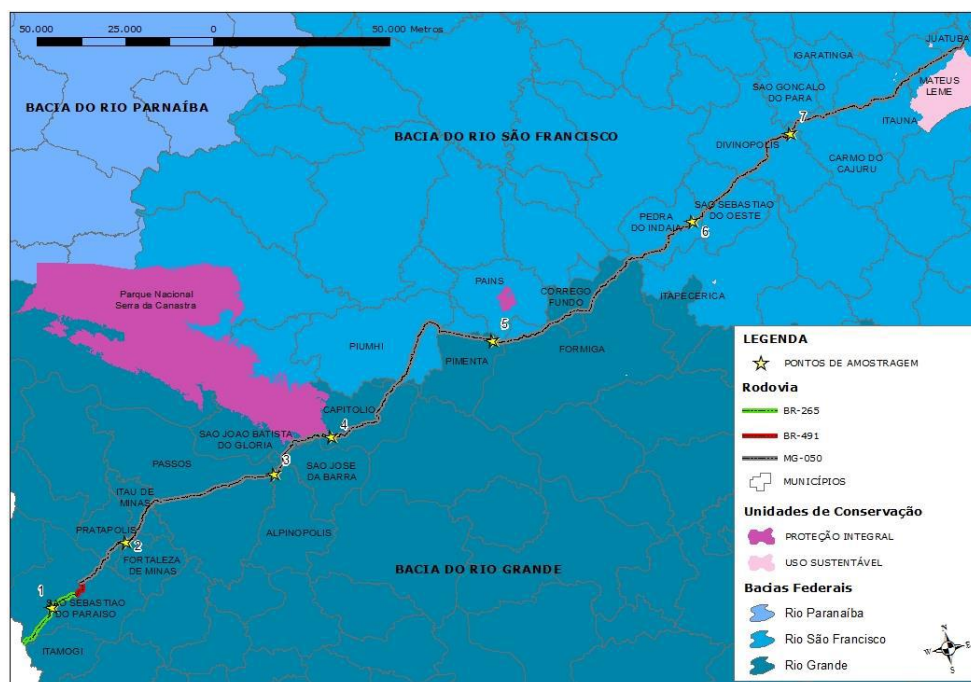 50.000 25.000 0 50.000 Metros
JUATUBA
IGARATINGA
MATEUS
LEME
BACIA DO RIO PARNAÍBA
SAO GONCALO
DO PARA
BACIA DO RIO SÃO FRANCISCO
7
ITAUNA
DIVINOPOLIS
CARMO DO
CAJURU
SAO SEBASTIAO
DO OESTE
PEDRA
DO INDAIA
6
PAINS
Parque Nacional
Serra da Canastra
CORREGO
FUNDO
ITAPECERICA
5
PIUMHI
FORMIGA
PIMENTA
CAPITOLIO
4
SAO JOAO BATISTA
DO GLORIA
3
PASSOS
SAO JOSE
DA BARRA
ITAU DE
MINAS
PRATAPOLIS
ALPINOPOLIS
2
FORTALEZA
DE MINAS
BACIA DO RIO GRANDE
1
SAO SEBASTIAO
DO PARAISO
ITAMOGI
LEGENDA
PONTOS DE AMOSTRAGEM
Rodovia
BR-265
BR-491
MG-050
MUNICÍPIOS
Unidades de Conservação
PROTEÇÃO INTEGRAL
USO SUSTENTÁVEL
Bacias Federais
Rio Paranaíba
Rio São Francisco
Rio Grande
N
W E
S